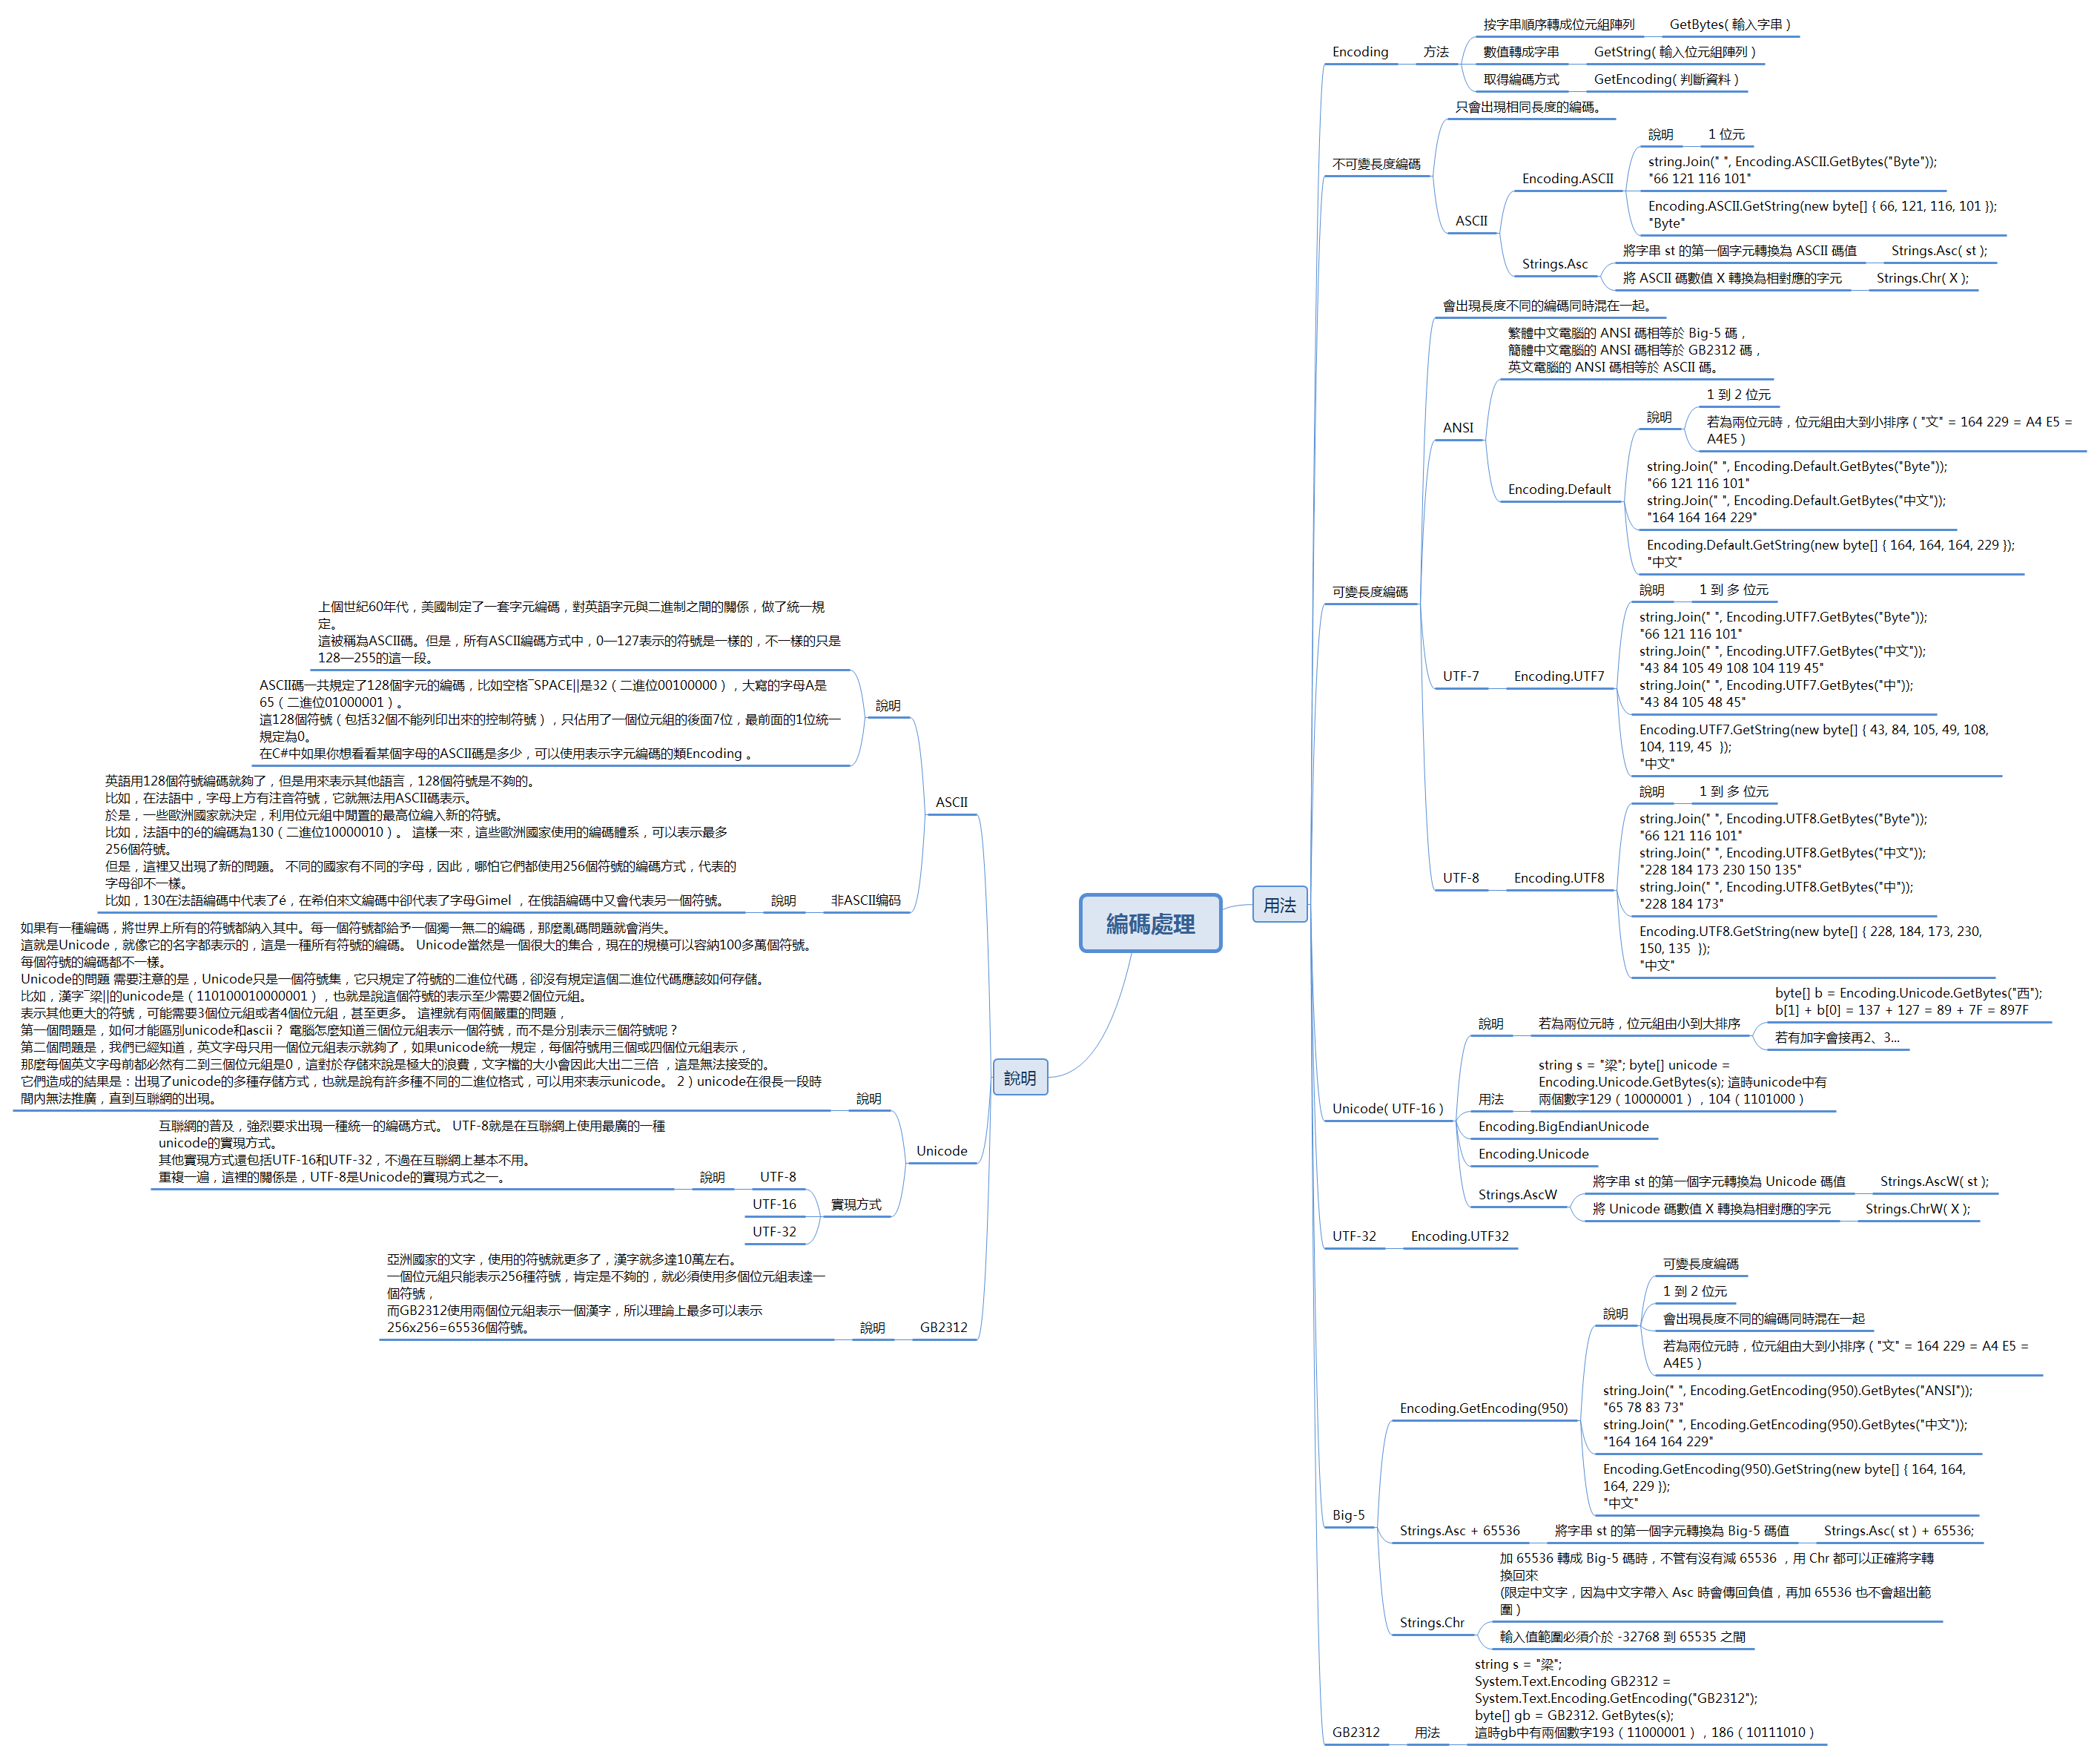 編碼處理
用法
Encoding
方法
按字串順序轉成位元組陣列
GetBytes( 輸入字串 )
數值轉成字串
GetString( 輸入位元組陣列 )
取得編碼方式
GetEncoding( 判斷資料 )
不可變長度編碼
只會出現相同長度的編碼。
ASCII
Encoding.ASCII
說明
1 位元
string.Join(" ", Encoding.ASCII.GetBytes("Byte"));
"66 121 116 101"
Encoding.ASCII.GetString(new byte[] { 66, 121, 116, 101 });
"Byte"
Strings.Asc
將字串 st 的第一個字元轉換為 ASCII 碼值
Strings.Asc( st );
將 ASCII 碼數值 X 轉換為相對應的字元
Strings.Chr( X );
可變長度編碼
會出現長度不同的編碼同時混在一起。
ANSI
繁體中文電腦的 ANSI 碼相等於 Big-5 碼，
簡體中文電腦的 ANSI 碼相等於 GB2312 碼，
英文電腦的 ANSI 碼相等於 ASCII 碼。
Encoding.Default
說明
1 到 2 位元
若為兩位元時，位元組由大到小排序 ( "文" = 164 229 = A4 E5 =
A4E5 )
string.Join(" ", Encoding.Default.GetBytes("Byte"));
"66 121 116 101"
string.Join(" ", Encoding.Default.GetBytes("中文"));
"164 164 164 229"
Encoding.Default.GetString(new byte[] { 164, 164, 164, 229 });
"中文"
UTF-7
Encoding.UTF7
說明
1 到 多 位元
string.Join(" ", Encoding.UTF7.GetBytes("Byte"));
"66 121 116 101"
string.Join(" ", Encoding.UTF7.GetBytes("中文"));
"43 84 105 49 108 104 119 45"
string.Join(" ", Encoding.UTF7.GetBytes("中"));
"43 84 105 48 45"
Encoding.UTF7.GetString(new byte[] { 43, 84, 105, 49, 108,
104, 119, 45  });
"中文"
UTF-8
Encoding.UTF8
說明
1 到 多 位元
string.Join(" ", Encoding.UTF8.GetBytes("Byte"));
"66 121 116 101"
string.Join(" ", Encoding.UTF8.GetBytes("中文"));
"228 184 173 230 150 135"
string.Join(" ", Encoding.UTF8.GetBytes("中"));
"228 184 173"
Encoding.UTF8.GetString(new byte[] { 228, 184, 173, 230,
150, 135  });
"中文"
Unicode( UTF-16 )
說明
若為兩位元時，位元組由小到大排序
byte[] b = Encoding.Unicode.GetBytes("西");
b[1] + b[0] = 137 + 127 = 89 + 7F = 897F
若有加字會接再2、3...
用法
string s = "梁"; byte[] unicode =
Encoding.Unicode.GetBytes(s); 這時unicode中有
兩個數字129（10000001），104（1101000）
Encoding.BigEndianUnicode
Encoding.Unicode
Strings.AscW
將字串 st 的第一個字元轉換為 Unicode 碼值
Strings.AscW( st );
將 Unicode 碼數值 X 轉換為相對應的字元
Strings.ChrW( X );
UTF-32
Encoding.UTF32
Big-5
Encoding.GetEncoding(950)
說明
可變長度編碼
1 到 2 位元
會出現長度不同的編碼同時混在一起
若為兩位元時，位元組由大到小排序 ( "文" = 164 229 = A4 E5 =
A4E5 )
string.Join(" ", Encoding.GetEncoding(950).GetBytes("ANSI"));
"65 78 83 73"
string.Join(" ", Encoding.GetEncoding(950).GetBytes("中文"));
"164 164 164 229"
Encoding.GetEncoding(950).GetString(new byte[] { 164, 164,
164, 229 });
"中文"
Strings.Asc + 65536
將字串 st 的第一個字元轉換為 Big-5 碼值
Strings.Asc( st ) + 65536;
Strings.Chr
加 65536 轉成 Big-5 碼時，不管有沒有減 65536 ，用 Chr 都可以正確將字轉
換回來
(限定中文字，因為中文字帶入 Asc 時會傳回負值，再加 65536 也不會超出範
圍 )
輸入值範圍必須介於 -32768 到 65535 之間
GB2312
用法
string s = "梁";
System.Text.Encoding GB2312 =
System.Text.Encoding.GetEncoding("GB2312");
byte[] gb = GB2312. GetBytes(s);
這時gb中有兩個數字193（11000001），186（10111010）
說明
ASCII
說明
上個世紀60年代，美國制定了一套字元編碼，對英語字元與二進制之間的關係，做了統一規
定。
這被稱為ASCII碼。但是，所有ASCII編碼方式中，0—127表示的符號是一樣的，不一樣的只是
128—255的這一段。
ASCII碼一共規定了128個字元的編碼，比如空格‾SPACE||是32（二進位00100000），大寫的字母A是
65（二進位01000001）。
這128個符號（包括32個不能列印出來的控制符號），只佔用了一個位元組的後面7位，最前面的1位統一
規定為0。
在C#中如果你想看看某個字母的ASCII碼是多少，可以使用表示字元編碼的類Encoding 。
非ASCII编码
說明
英語用128個符號編碼就夠了，但是用來表示其他語言，128個符號是不夠的。
比如，在法語中，字母上方有注音符號，它就無法用ASCII碼表示。
於是，一些歐洲國家就決定，利用位元組中閒置的最高位編入新的符號。
比如，法語中的é的編碼為130（二進位10000010）。 這樣一來，這些歐洲國家使用的編碼體系，可以表示最多
256個符號。
但是，這裡又出現了新的問題。 不同的國家有不同的字母，因此，哪怕它們都使用256個符號的編碼方式，代表的
字母卻不一樣。
比如，130在法語編碼中代表了é，在希伯來文編碼中卻代表了字母Gimel ，在俄語編碼中又會代表另一個符號。
Unicode
說明
如果有一種編碼，將世界上所有的符號都納入其中。每一個符號都給予一個獨一無二的編碼，那麼亂碼問題就會消失。
這就是Unicode，就像它的名字都表示的，這是一種所有符號的編碼。 Unicode當然是一個很大的集合，現在的規模可以容納100多萬個符號。
每個符號的編碼都不一樣。
Unicode的問題 需要注意的是，Unicode只是一個符號集，它只規定了符號的二進位代碼，卻沒有規定這個二進位代碼應該如何存儲。
比如，漢字‾梁||的unicode是（110100010000001），也就是說這個符號的表示至少需要2個位元組。
表示其他更大的符號，可能需要3個位元組或者4個位元組，甚至更多。 這裡就有兩個嚴重的問題，
第一個問題是，如何才能區別unicode和ascii？ 電腦怎麼知道三個位元組表示一個符號，而不是分別表示三個符號呢？
第二個問題是，我們已經知道，英文字母只用一個位元組表示就夠了，如果unicode統一規定，每個符號用三個或四個位元組表示，
那麼每個英文字母前都必然有二到三個位元組是0，這對於存儲來說是極大的浪費，文字檔的大小會因此大出二三倍 ，這是無法接受的。
它們造成的結果是：出現了unicode的多種存儲方式，也就是說有許多種不同的二進位格式，可以用來表示unicode。 2）unicode在很長一段時
間內無法推廣，直到互聯網的出現。
實現方式
UTF-8
說明
互聯網的普及，強烈要求出現一種統一的編碼方式。 UTF-8就是在互聯網上使用最廣的一種
unicode的實現方式。
其他實現方式還包括UTF-16和UTF-32，不過在互聯網上基本不用。
重複一遍，這裡的關係是，UTF-8是Unicode的實現方式之一。
UTF-16
UTF-32
GB2312
說明
亞洲國家的文字，使用的符號就更多了，漢字就多達10萬左右。
一個位元組只能表示256種符號，肯定是不夠的，就必須使用多個位元組表達一
個符號，
而GB2312使用兩個位元組表示一個漢字，所以理論上最多可以表示
256x256=65536個符號。